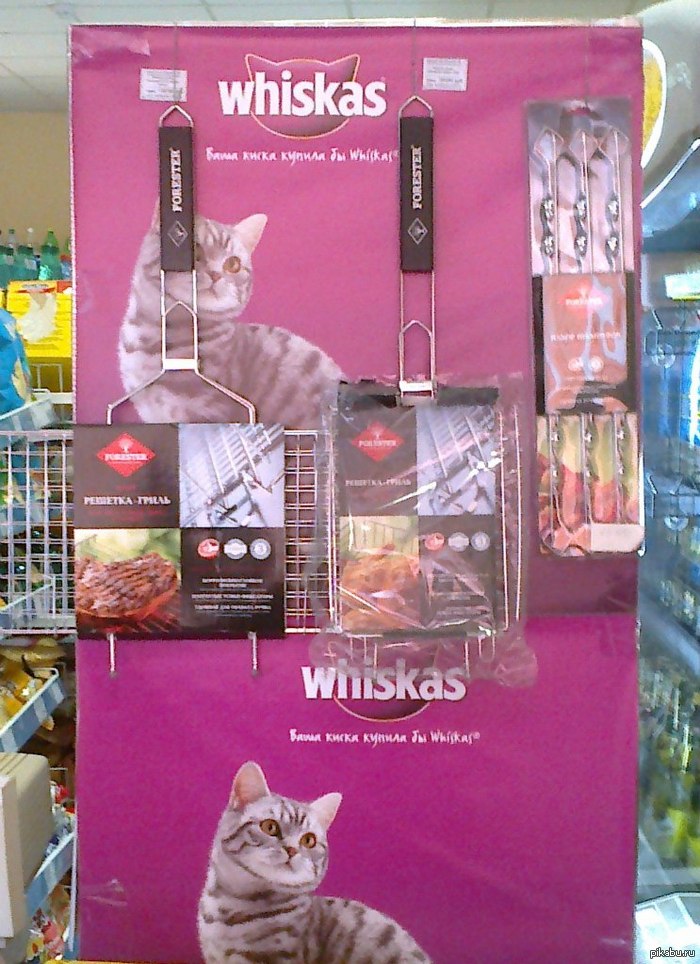 whiskas
Ваша киска купила бы Whiskas®
FORESTER
FORESTER
FORESTER
FORESTER
РЕШЕТКА-ГРИЛЬ
FORESTER
РЕШЕТКА-ГРИЛЬ
whiskas
Ваша киска купила бы Whiskas®
pikabu.ru